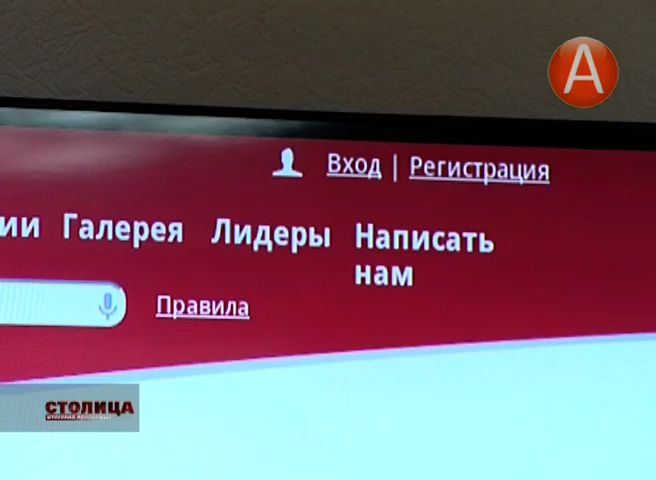 А
Вход | Регистрация
ии Галерея Лидеры Написать
нам
Правила
СТОЛИЦА